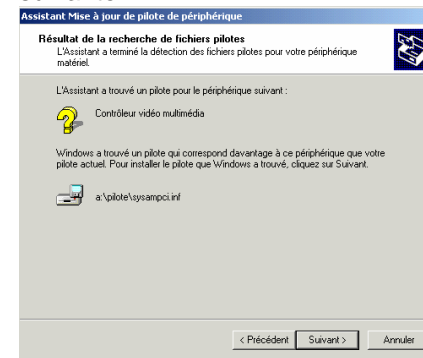 Assistant Mise à jour de pilote de périphérique
Résultat de la recherche de fichiers pilotes
L'Assistant a terminé la détection des fichiers pilotes pour votre périphérique
matériel.
L'Assistant a trouvé un pilote pour le périphérique suivant :
Contrôleur vidéo multimédia
Windows a trouvé un pilote qui correspond davantage à ce périphérique que votre
pilote actuel. Pour installer le pilote que Windows a trouvé, cliquez sur Suivant.
a:\pilote\sysampci.inf
< Précédent Suivant > Annuler